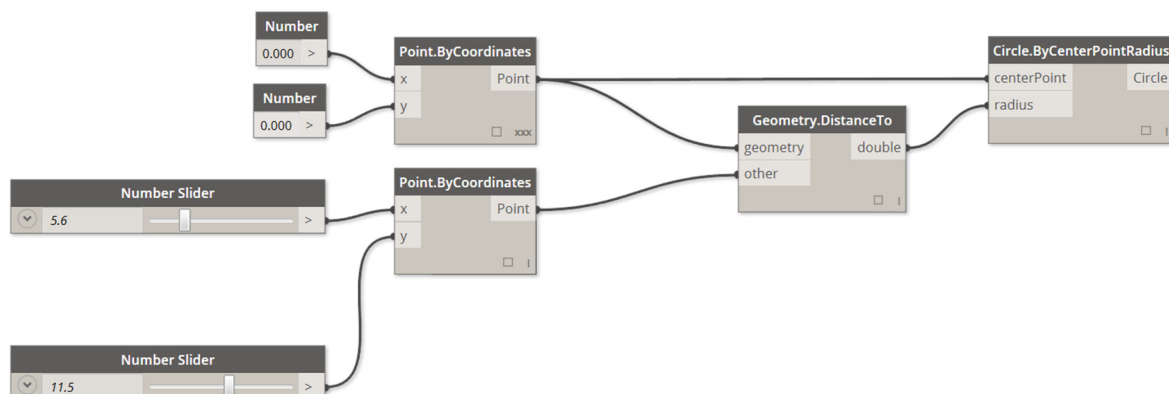 Number
0.000 >
Number
0.000 >
Point.ByCoordinates
x Point
y
xxx
Circle.ByCenterPointRadius
centerPoint Circle
radius
|
Geometry.DistanceTo
geometry double
other
|
Number Slider
5.6 >
Point.ByCoordinates
x Point
y
|
Number Slider
11.5 >